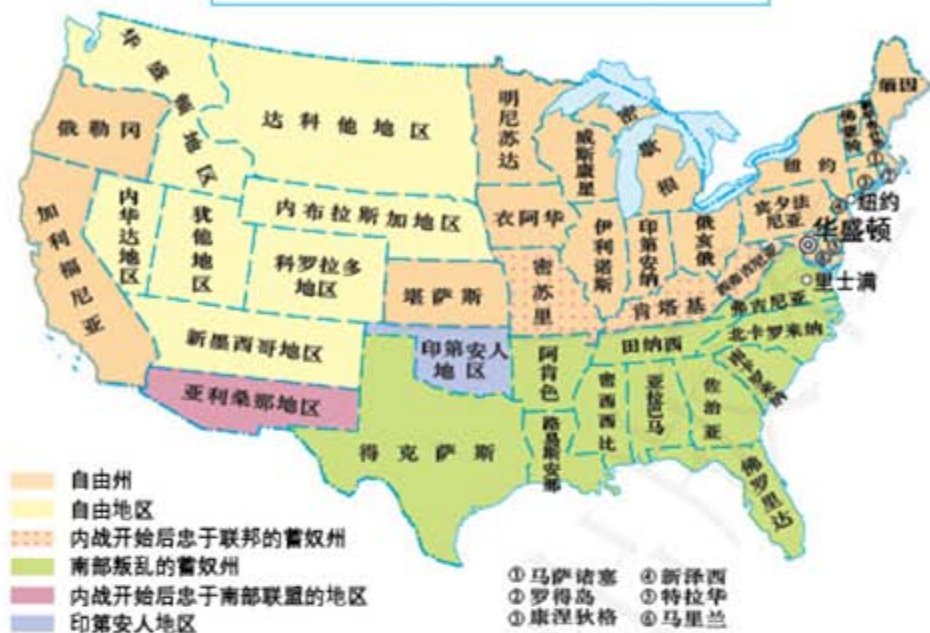 华盛顿地区
俄勒冈
加利福尼亚
内华达地区
犹他地区
达科他地区
内布拉斯加地区
科罗拉多
地区
新墨西哥地区
亚利桑那地区
明尼苏达
威斯康星
密歇根
衣阿华
伊利诺斯
印第安纳
俄亥俄
堪萨斯
密苏里
肯塔基
西弗吉尼亚
印第安人
地区
得克萨斯
阿肯色
路易斯安那
密西西比
亚拉巴马
田纳西
佐治亚
佛罗里达
南卡罗来纳
北卡罗来纳
弗吉尼亚
里士满
华盛顿
宾夕法
尼亚
纽约
纽约
佛蒙特
缅因
①
②
③
④
⑥
自由州
自由地区
内战开始后忠于联邦的蓄奴州
南部叛乱的蓄奴州
内战开始后忠于南部联盟的地区
印第安人地区
①马萨诸塞 ④新泽西
②罗得岛 ⑤特拉华
③康涅狄格 ⑥马里兰